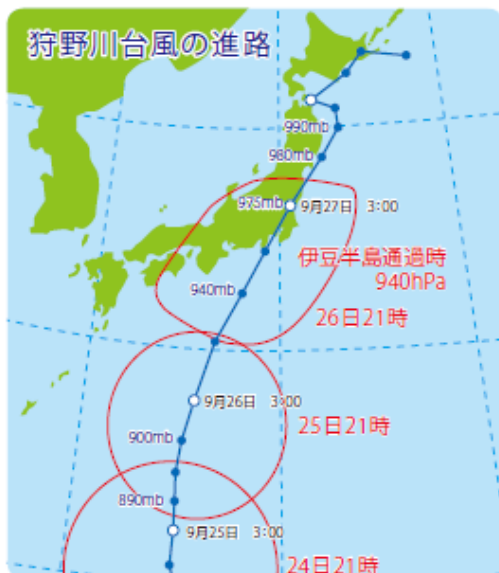 狩野川台風の進路
990mb
980mb
975mb
9月27日 3:00
伊豆半島通過時
940hPa
940mb
26日21時
9月26日 3:00
25日21時
900mb
890mb
9月25日 3:00
24日21時